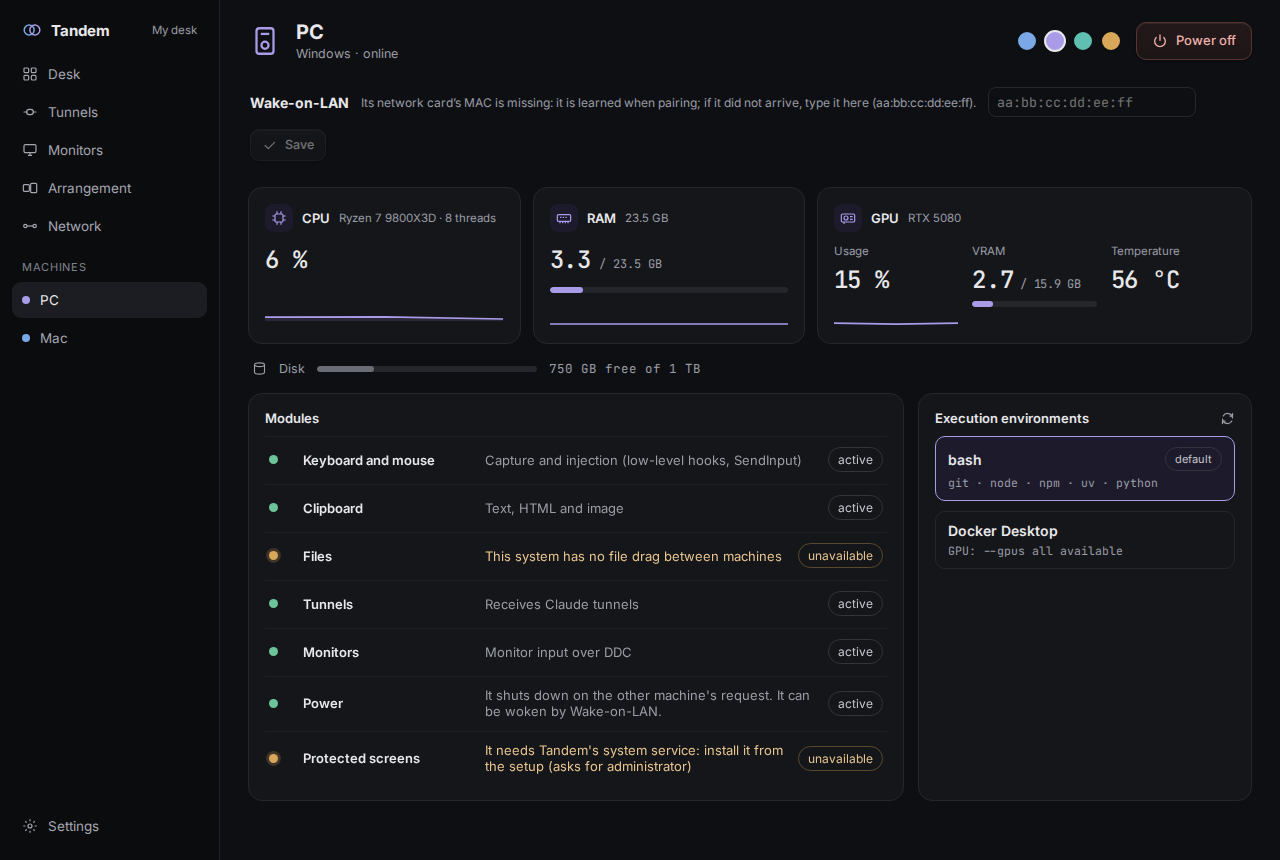 Tandem
My desk
Desk
Tunnels
Monitors
Arrangement
Network
MACHINES
PC
Mac
Settings
PC
Windows · online
Power off
Wake-on-LAN
Its network card's MAC is missing: it is learned when pairing; if it did not arrive, type it here (aa:bb:cc:dd:ee:ff).
aa:bb:cc:dd:ee:ff
Save
CPU Ryzen 7 9800X3D · 8 threads
6 %
RAM 23.5 GB
3.3 / 23.5 GB
GPU RTX 5080
Usage
15 %
VRAM
2.7 / 15.9 GB
Temperature
56 °C
Disk
750 GB free of 1 TB
Modules
Keyboard and mouse
Capture and injection (low-level hooks, SendInput)
active
Clipboard
Text, HTML and image
active
Files
This system has no file drag between machines
unavailable
Tunnels
Receives Claude tunnels
active
Monitors
Monitor input over DDC
active
Power
It shuts down on the other machine's request. It can
be woken by Wake-on-LAN.
active
Protected screens
It needs Tandem's system service: install it from
the setup (asks for administrator)
unavailable
Execution environments
bash
default
git · node · npm · uv · python
Docker Desktop
GPU: --gpus all available